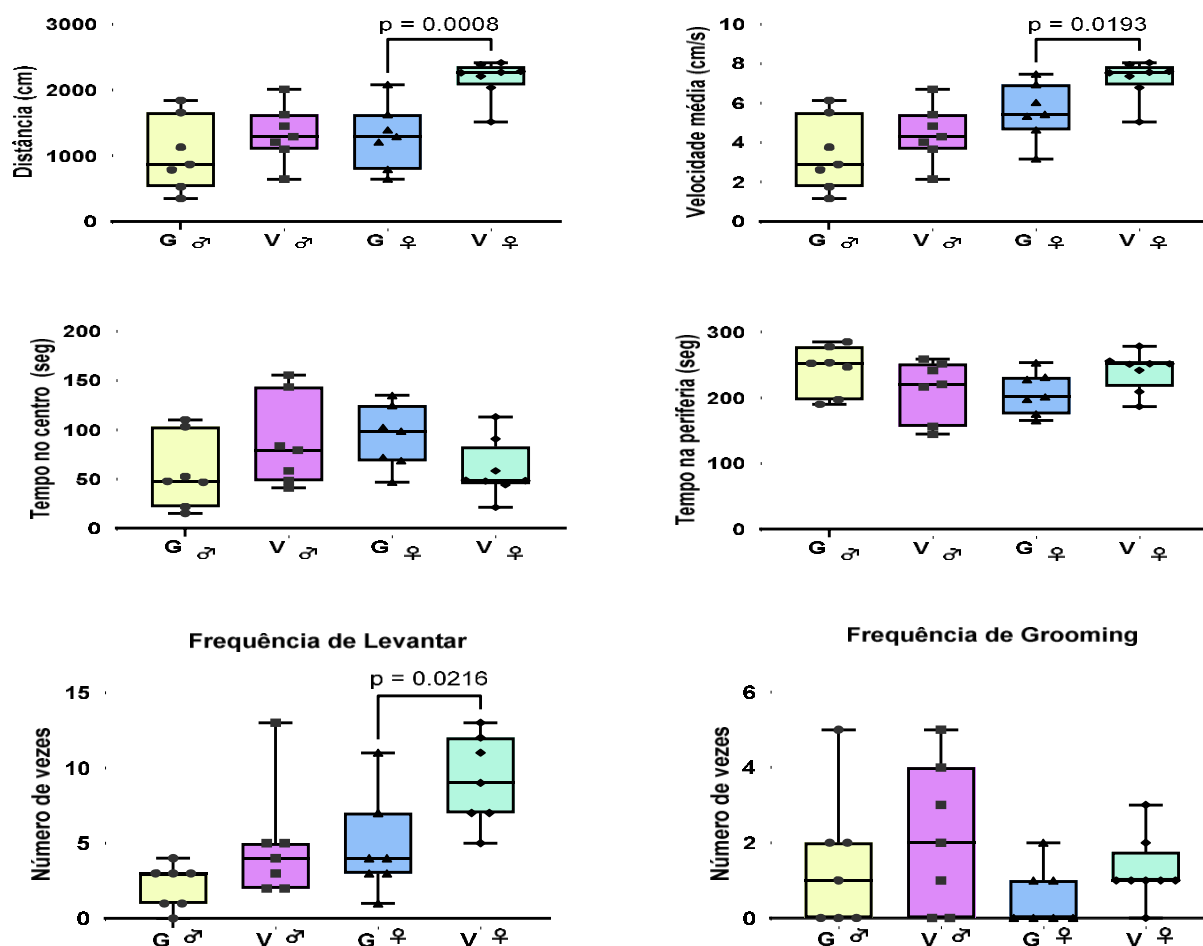 p = 0.0008
Distância (cm)
3000
2000
1000
0
G ♂ V ♂ G ♀ V ♀
p = 0.0193
Velocidade média (cm/s)
10
8
6
4
2
0
G ♂ V ♂ G ♀ V ♀
Tempo no centro (seg)
200
150
100
50
0
G ♂ V ♂ G ♀ V ♀
Tempo na periferia (seg)
300
200
100
0
G ♂ V ♂ G ♀ V ♀
Frequência de Levantar
p = 0.0216
Número de vezes
15
10
5
0
G ♂ V ♂ G ♀ V ♀
Frequência de Grooming
Número de vezes
6
4
2
0
G ♂ V ♂ G ♀ V ♀